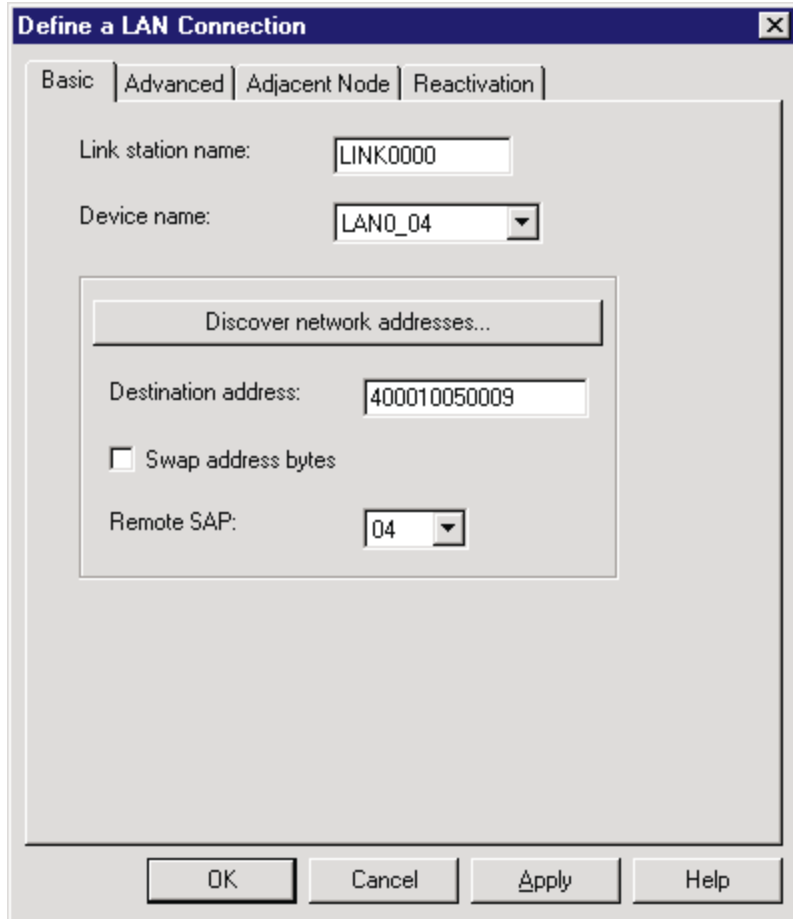 Define a LAN Connection
Basic Advanced Adjacent Node Reactivation
Link station name: LINK0000
Device name: LAN0_04
Discover network addresses...
Destination address: 400010050009
Swap address bytes
Remote SAP: 04
OK Cancel Apply Help